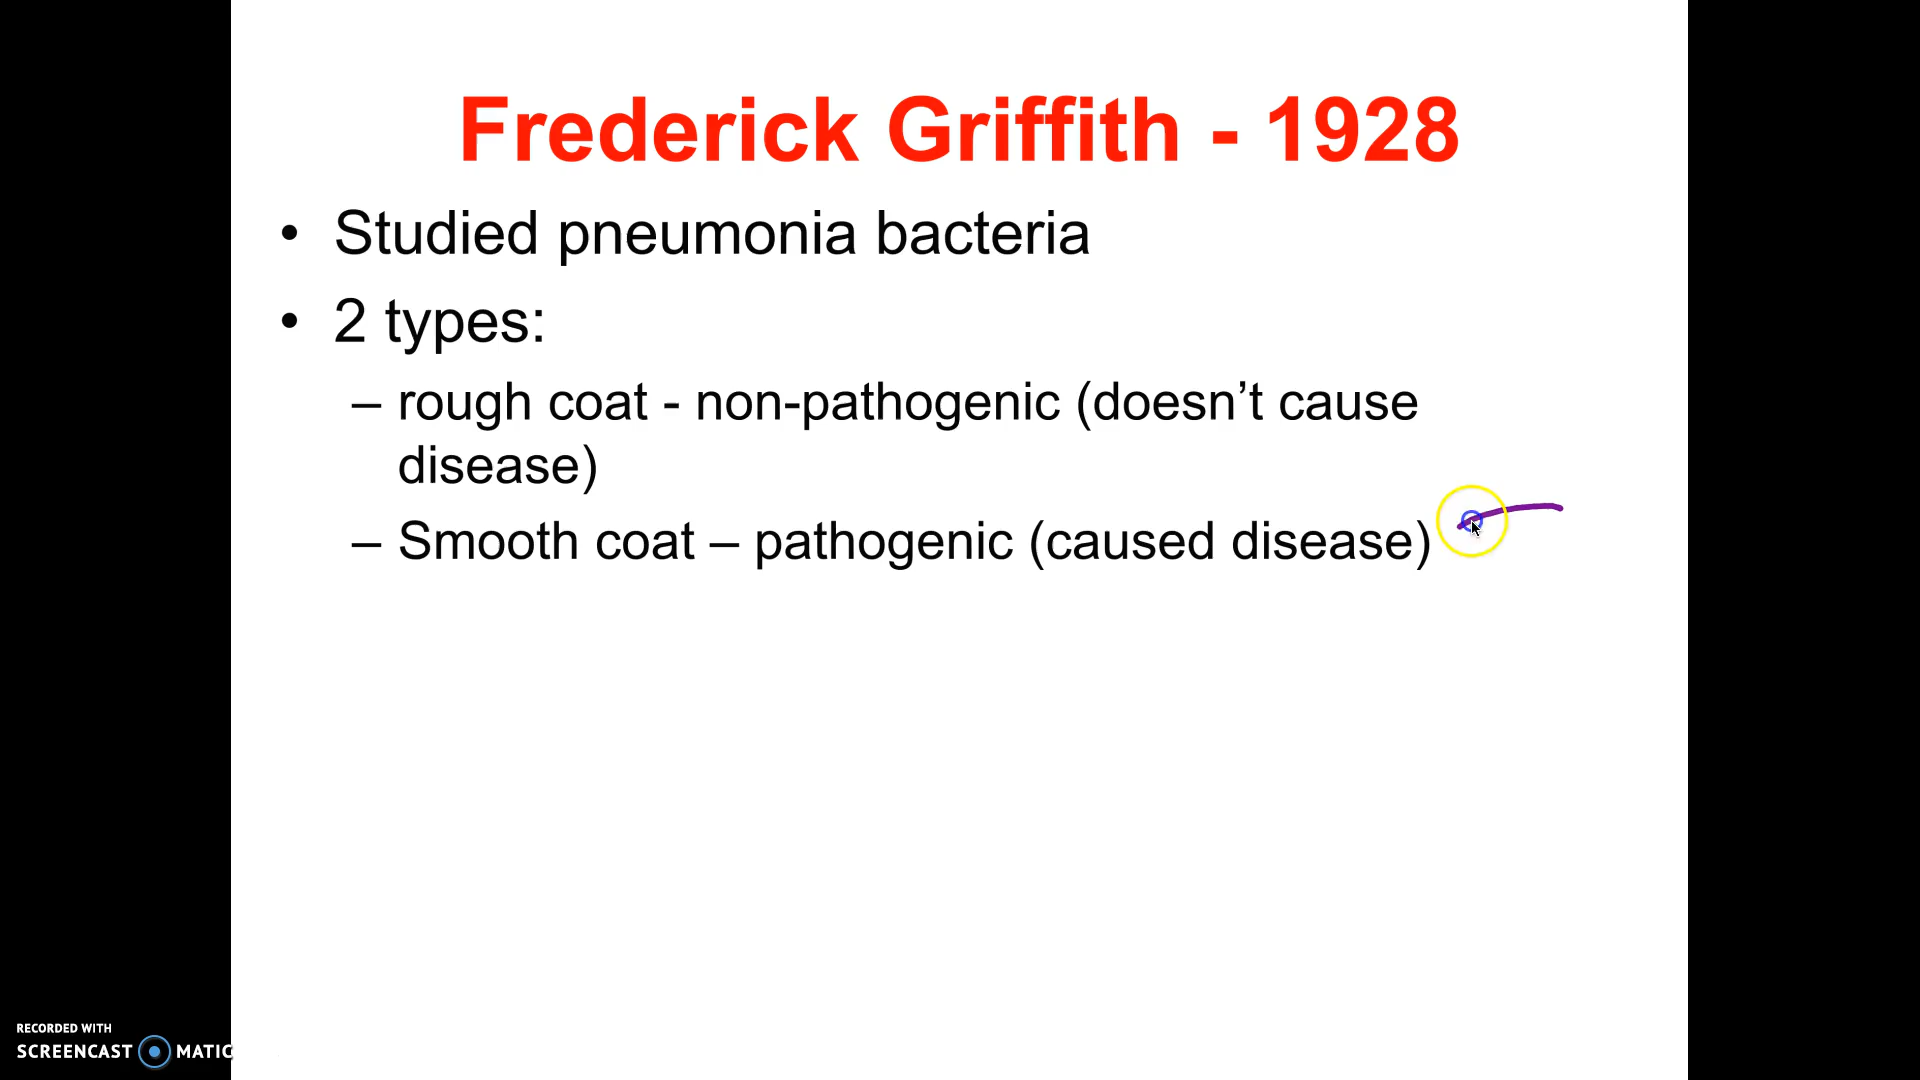 Frederick Griffith - 1928
• Studied pneumonia bacteria
• 2 types:
– rough coat - non-pathogenic (doesn’t cause
disease)
– Smooth coat – pathogenic (caused disease)
RECORDED WITH
SCREENCAST MATIC